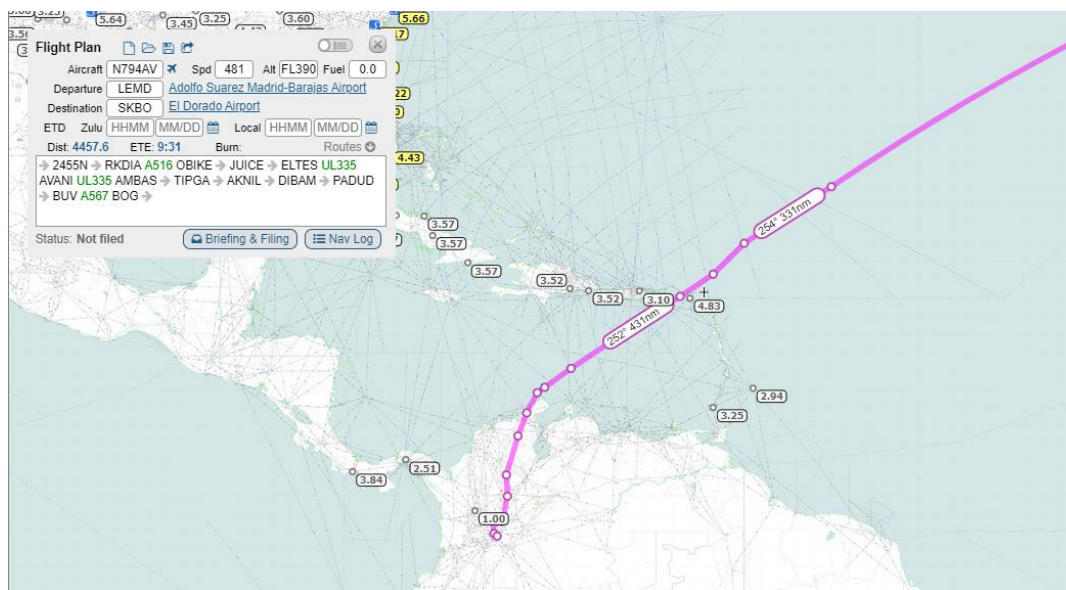 5.64
3.45
3.25
3.60
5.66
Flight Plan
Aircraft N794AV Spd 481 Alt FL390 Fuel 0.0
Departure LEMD Adolfo Suarez Madrid-Barajas Airport
Destination SKBO El Dorado Airport
ETD Zulu HHMM MM/DD Local HHMM MM/DD
Dist: 4457.6 ETE: 9:31 Burn: Routes
→ 2455N → RKDIA A516 OBIKE → JUICE → ELTES UL335
AVANI UL335 AMBAS → TIPGA → AKNIL → DIBAM → PADUD
→ BUV A567 BOG →
Status: Not filed Briefing & Filing Nav Log
4.43
3.57
3.57
3.57
3.52
3.52
3.10
4.83
254° 331nm
252° 431nm
2.94
3.25
2.51
3.84
1.00